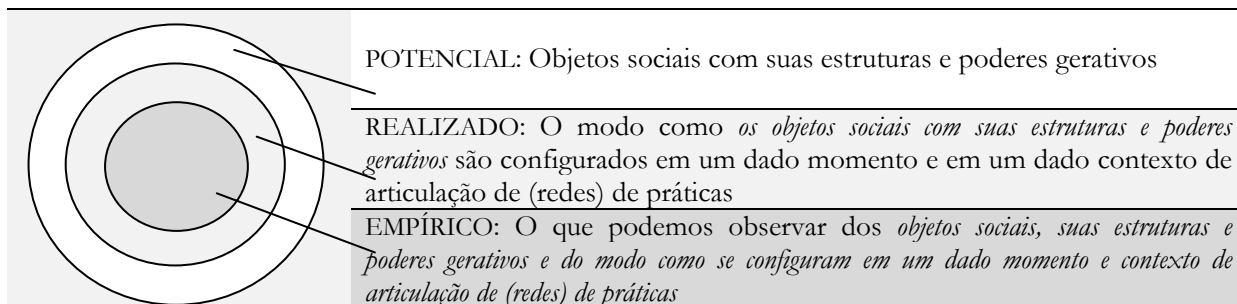 POTENCIAL: Objetos sociais com suas estruturas e poderes gerativos
REALIZADO: O modo como os objetos sociais com suas estruturas e poderes
gerativos são configurados em um dado momento e em um dado contexto de
articulação de (redes) de práticas
EMPÍRICO: O que podemos observar dos objetos sociais, suas estruturas e
poderes gerativos e do modo como se configuram em um dado momento e contexto de
articulação de (redes) de práticas